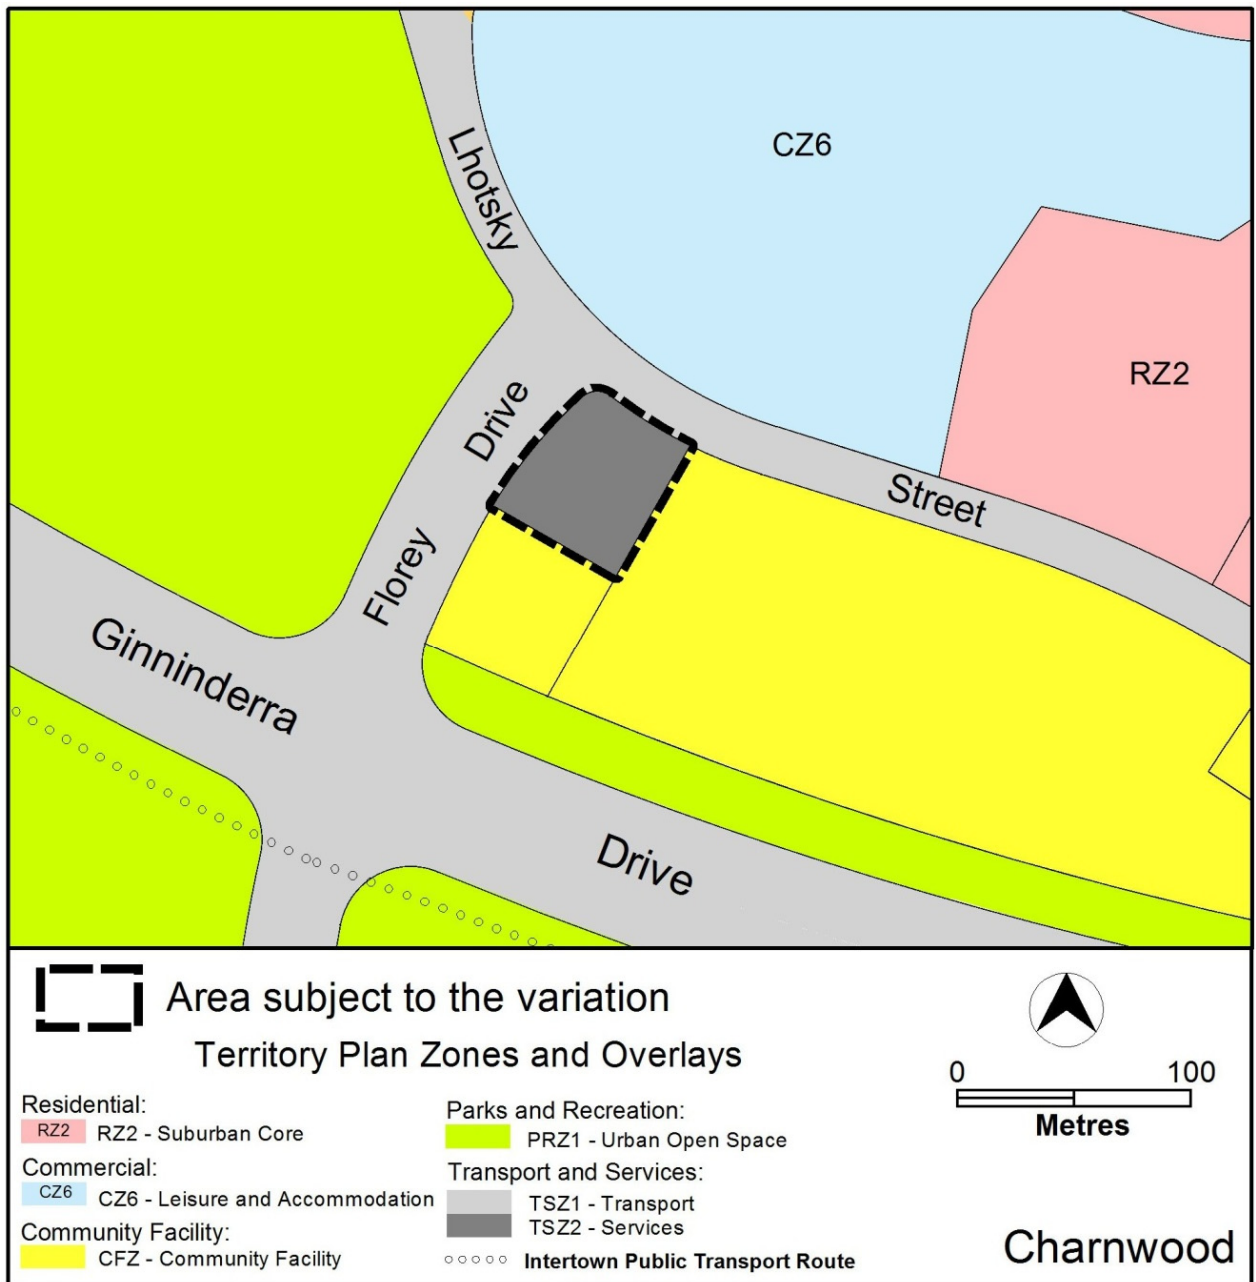 CZ6
Lhotsky
RZ2
Drive
Street
Florey
Ginninderra
Drive
Area subject to the variation
Territory Plan Zones and Overlays
Residential:
RZ2 RZ2 - Suburban Core
Commercial:
CZ6 CZ6 - Leisure and Accommodation
Community Facility:
CFZ - Community Facility
Parks and Recreation:
PRZ1 - Urban Open Space
Transport and Services:
TSZ1 - Transport
TSZ2 - Services
Intertown Public Transport Route
0 100
Metres
Charnwood